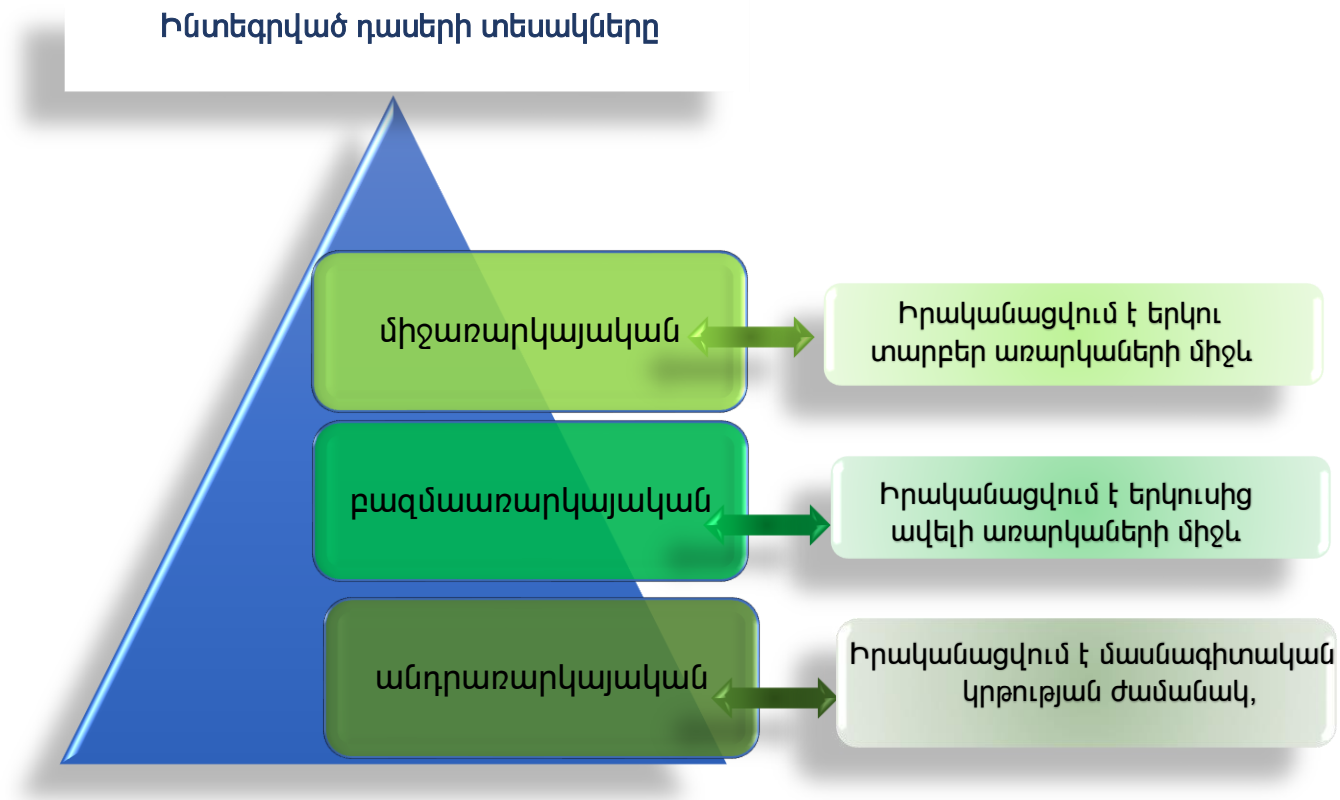 Ինտեգրված դասերի տեսակները
միջառարկայական
Իրականացվում է երկու
տարբեր առարկաների միջև
բազմաառարկայական
Իրականացվում է երկուսից
ավելի առարկաների միջև
անդրառարկայական
Իրականացվում է մասնագիտական
կրթության ժամանակ,